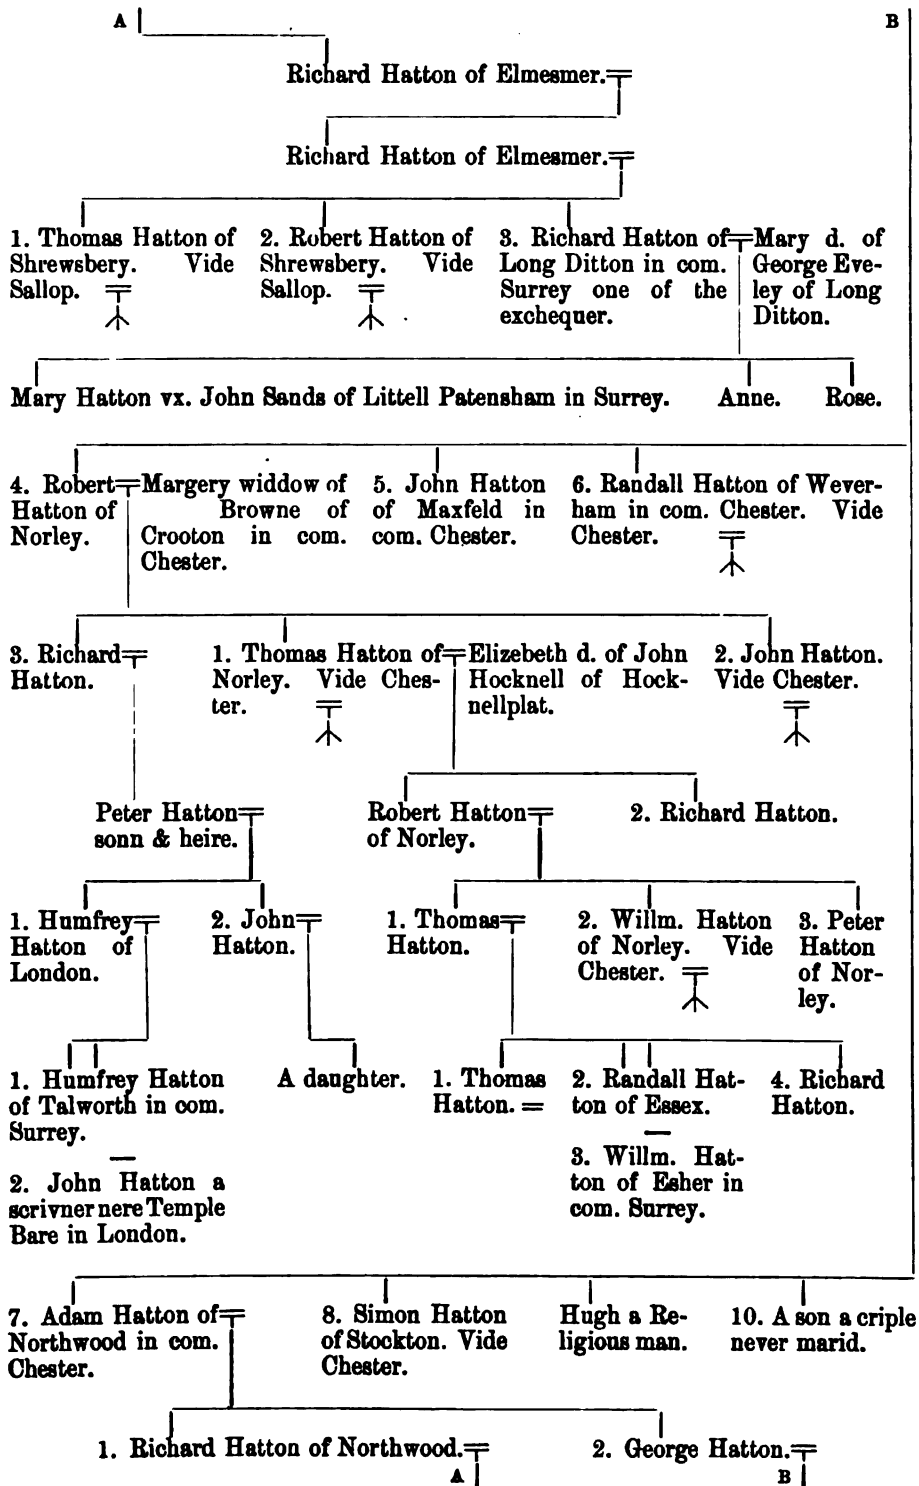 A
B
Richard Hatton of Elmesmer.
Richard Hatton of Elmesmer.
1. Thomas Hatton of
Shrewsbery. Vide
Sallop.
2. Robert Hatton of
Shrewsbery. Vide
Sallop.
3. Richard Hatton of
Long Ditton in com.
Surrey one of the
exchequer.
Mary d. of
George Eve-
ley of Long
Ditton.
Mary Hatton vx. John Sands of Littell Patensham in Surrey.
Anne.
Rose.
4. Robert
Hatton of
Norley.
Margery widdow of
Browne of
Crooton in com.
Chester.
5. John Hatton
of Maxfeld in
com. Chester.
6. Randall Hatton of Wever-
ham in com. Chester. Vide
Chester.
3. Richard
Hatton.
1. Thomas Hatton of
Norley. Vide Ches-
ter.
Elizebeth d. of John
Hocknell of Hock-
nellplat.
2. John Hatton.
Vide Chester.
Peter Hatton
sonn & heire.
Robert Hatton
of Norley.
2. Richard Hatton.
1. Humfrey
Hatton of
London.
2. John
Hatton.
1. Thomas
Hatton.
2. Willm. Hatton
of Norley. Vide
Chester.
3. Peter
Hatton
of Nor-
ley.
1. Humfrey Hatton
of Talworth in com.
Surrey.
2. John Hatton a
scrivner nere Temple
Bare in London.
A daughter.
1. Thomas
Hatton. =
2. Randall Hat-
ton of Essex.
3. Willm. Hat-
ton of Esher in
com. Surrey.
4. Richard
Hatton.
7. Adam Hatton of
Northwood in com.
Chester.
8. Simon Hatton
of Stockton. Vide
Chester.
Hugh a Re-
ligious man.
10. A son a criple
never marid.
1. Richard Hatton of Northwood.
A
2. George Hatton.
B